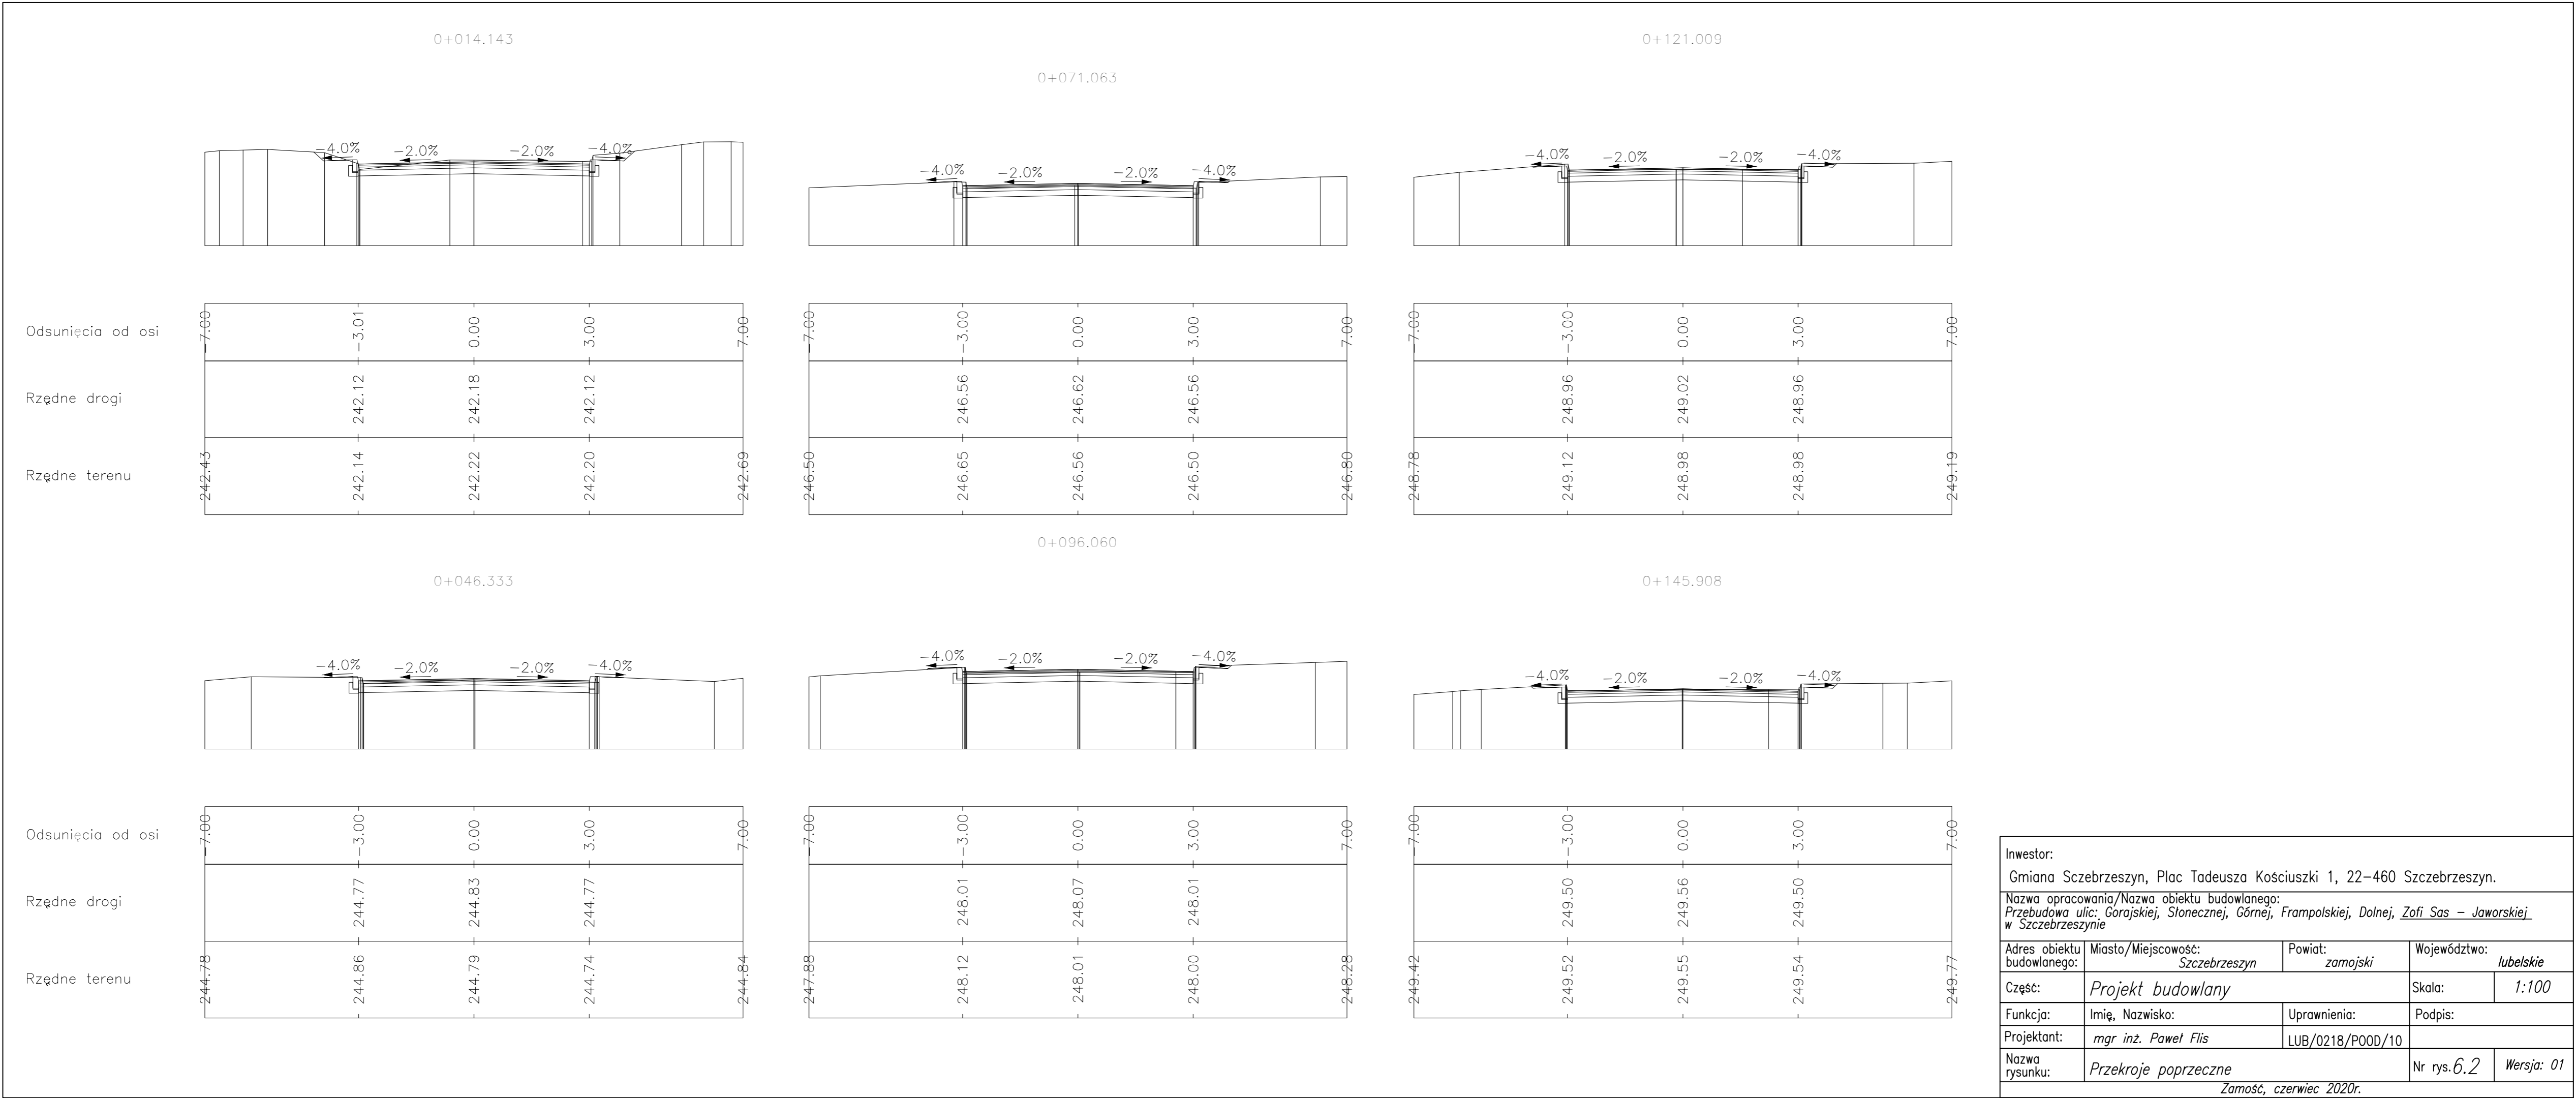 0+014.143
-4.0% -2.0% -2.0% -4.0%
Odsunięcia od osi -7.00 -3.01 0.00 3.00 7.00
Rzędne drogi 242.12 242.18 242.12
Rzędne terenu 242.43 242.14 242.22 242.20 242.69
0+071.063
-4.0% -2.0% -2.0% -4.0%
-7.00 -3.00 0.00 3.00 7.00
246.56 246.62 246.56
246.50 246.65 246.56 246.50 246.80
0+121.009
-4.0% -2.0% -2.0% -4.0%
-7.00 -3.00 0.00 3.00 7.00
248.96 249.02 248.96
248.78 249.12 248.98 248.98 249.19
0+046.333
-4.0% -2.0% -2.0% -4.0%
Odsunięcia od osi -7.00 -3.00 0.00 3.00 7.00
Rzędne drogi 244.77 244.83 244.77
Rzędne terenu 244.78 244.86 244.79 244.74 244.84
0+096.060
-4.0% -2.0% -2.0% -4.0%
-7.00 -3.00 0.00 3.00 7.00
248.01 248.07 248.01
247.88 248.12 248.01 248.00 248.28
0+145.908
-4.0% -2.0% -2.0% -4.0%
-7.00 -3.00 0.00 3.00 7.00
249.50 249.56 249.50
249.42 249.52 249.55 249.54 249.77
Inwestor:
Gmiana Sczebrzeszyn, Plac Tadeusza Kościuszki 1, 22-460 Szczebrzeszyn.
Nazwa opracowania/Nazwa obiektu budowlanego:
Przebudowa ulic: Gorajskiej, Słonecznej, Górnej, Frampolskiej, Dolnej, Zofi Sas - Jaworskiej
w Szczebrzeszynie
Adres obiektu budowlanego: Miasto/Miejscowość: Szczebrzeszyn Powiat: zamojski Województwo: lubelskie
Część: Projekt budowlany Skala: 1:100
Funkcja: Imię, Nazwisko: Uprawnienia: Podpis:
Projektant: mgr inż. Paweł Flis LUB/0218/POOD/10
Nazwa rysunku: Przekroje poprzeczne Nr rys. 6.2 Wersja: 01
Zamość, czerwiec 2020r.